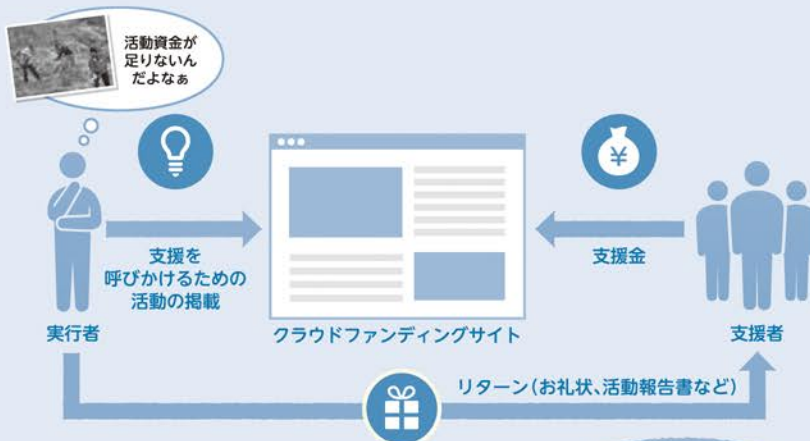 活動資金が
足りないん
だよなぁ
¥
支援を
呼びかけるための
活動の掲載
支援金
実行者
クラウドファンディングサイト
支援者
リターン(お礼状、活動報告書など)